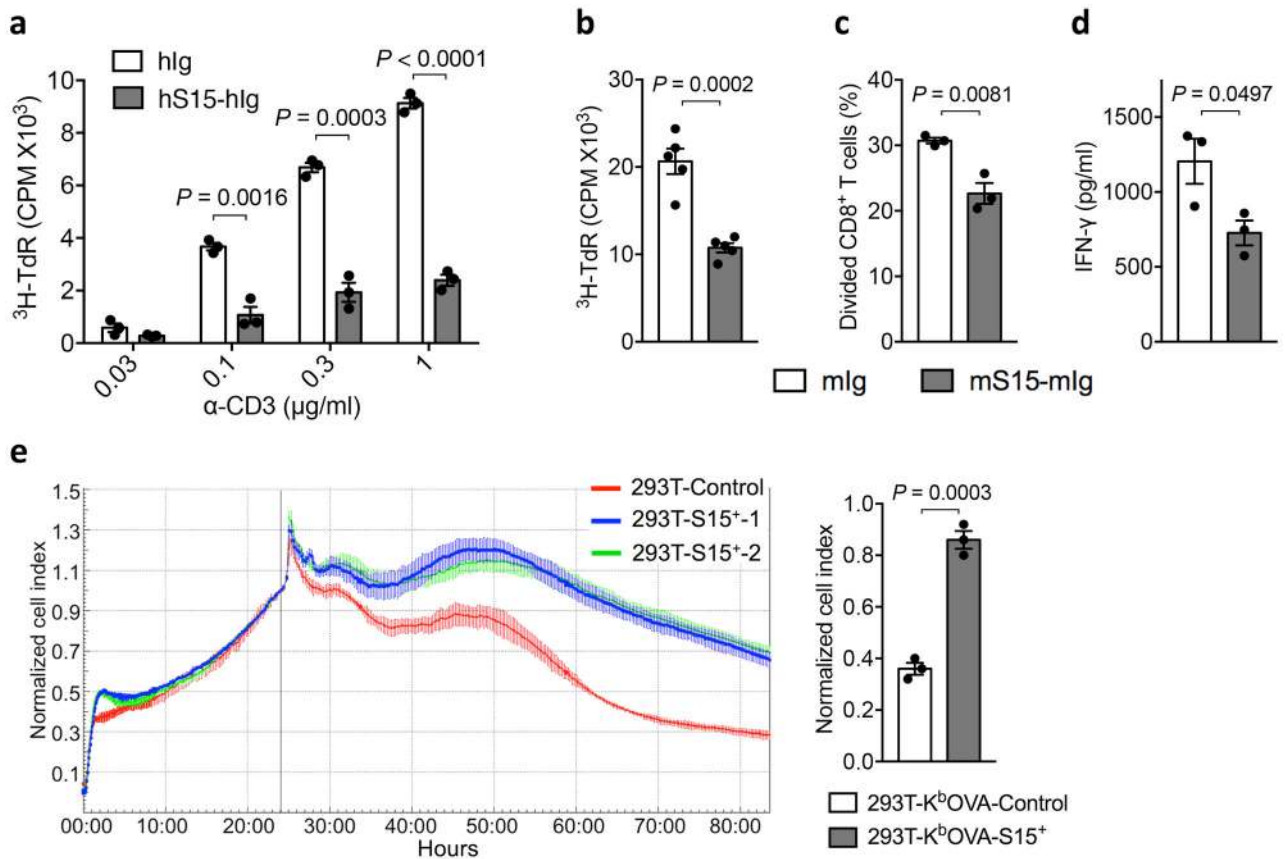 a
hIg
hS15-hIg
³H-TdR (CPM X10³)
10
8
6
4
2
0
P = 0.0016
P = 0.0003
P < 0.0001
0.03
0.1
0.3
1
α-CD3 (µg/ml)
b
³H-TdR (CPM X10³)
30
20
10
0
P = 0.0002
c
Divided CD8⁺ T cells (%)
40
30
20
10
0
P = 0.0081
d
IFN-γ (pg/ml)
1500
1250
1000
750
500
0
P = 0.0497
mIg
mS15-mIg
e
Normalized cell index
1.5
1.3
1.1
0.9
0.7
0.5
0.3
0.1
293T-Control
293T-S15⁺-1
293T-S15⁺-2
00:00
10:00
20:00
30:00
40:00
50:00
60:00
70:00
80:00
Hours
Normalized cell index
1.0
0.8
0.6
0.4
0.2
0.0
P = 0.0003
293T-KᵇOVA-Control
293T-KᵇOVA-S15⁺